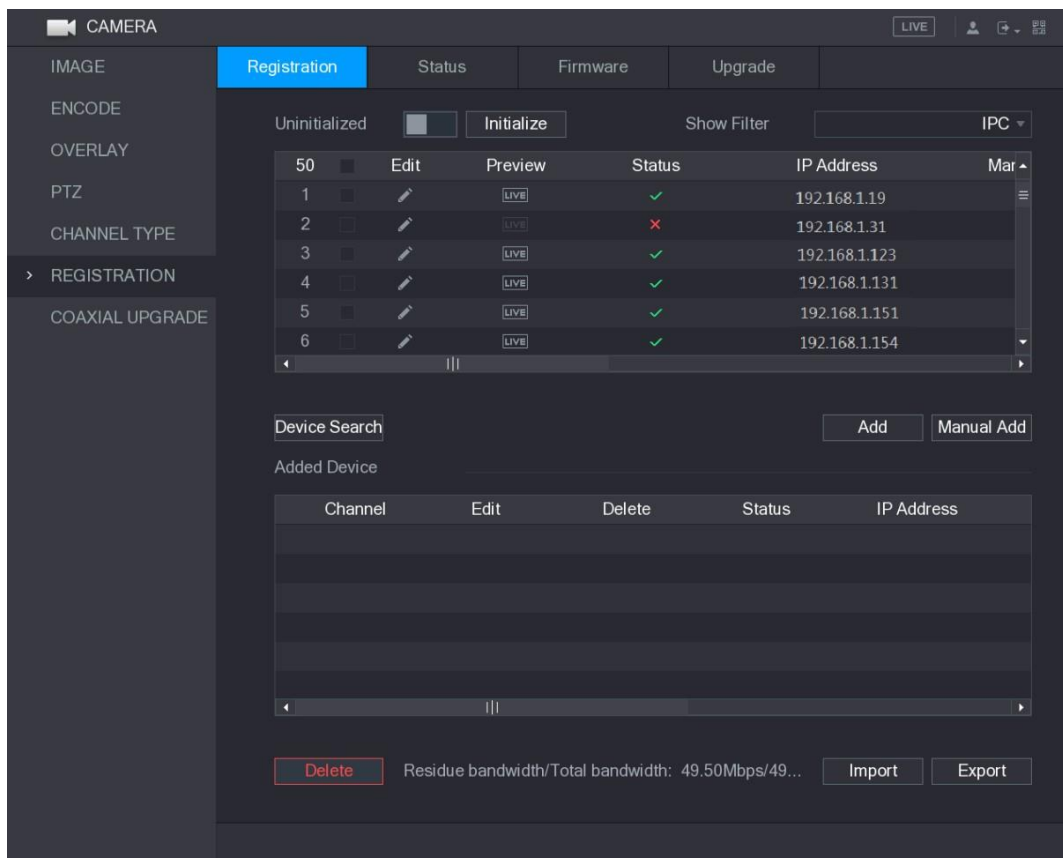 CAMERA LIVE
IMAGE
ENCODE
OVERLAY
PTZ
CHANNEL TYPE
REGISTRATION
COAXIAL UPGRADE
Registration Status Firmware Upgrade
Uninitialized Initialize Show Filter IPC
50 Edit Preview Status IP Address Mar
1 LIVE 192.168.1.19
2 LIVE 192.168.1.31
3 LIVE 192.168.1.123
4 LIVE 192.168.1.131
5 LIVE 192.168.1.151
6 LIVE 192.168.1.154
Device Search Add Manual Add
Added Device
Channel Edit Delete Status IP Address
Delete Residue bandwidth/Total bandwidth: 49.50Mbps/49... Import Export